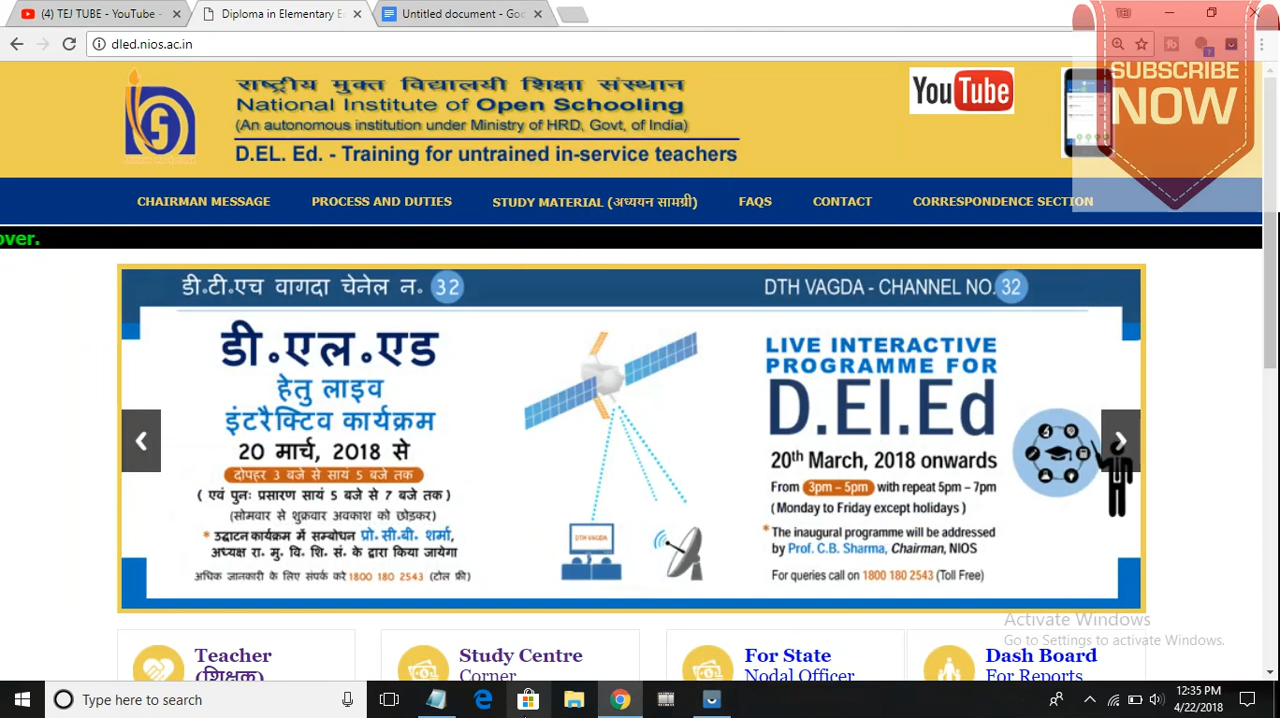 (4) TEJ TUBE - YouTube -
Diploma in Elementary E
Untitled document - Goo
TEJ
dled.nios.ac.in
राष्ट्रीय मुक्त विद्यालयी शिक्षा संस्थान
National Institute of Open Schooling
(An autonomous institution under Ministry of HRD, Govt, of India)
D.EL. Ed. - Training for untrained in-service teachers
YouTube
SUBSCRIBE
NOW
CHAIRMAN MESSAGE
PROCESS AND DUTIES
STUDY MATERIAL (अध्ययन सामग्री)
FAQS
CONTACT
CORRESPONDENCE SECTION
over.
डी॰टी॰एच वागदा चेनेल न॰ 32
DTH VAGDA - CHANNEL NO. 32
डी॰एल॰एड
हेतु लाइव
इंटरैक्टिव कार्यक्रम
20 मार्च, 2018 से
दोपहर 3 बजे से सायं 5 बजे तक
( एवं पुनः प्रसारण सायं 5 बजे से 7 बजे तक )
(सोमवार से शुक्रवार अवकाश को छोड़कर)
* उद्घाटन कार्यक्रम में सम्बोधन प्रो.सी.बी. शर्मा,
अध्यक्ष रा. मु. वि. शि. सं. के द्वारा किया जायेगा
अधिक जानकारी के लिए संपर्क करे 1800 180 2543 (टोल फ्री)
DTH VAGDA
LIVE INTERACTIVE
PROGRAMME FOR
D.El.Ed
20th March, 2018 onwards
From 3pm – 5pm with repeat 5pm – 7pm
( Monday to Friday except holidays )
* The inaugural programme will be addressed
by Prof. C.B. Sharma, Chairman, NIOS
For queries call on 1800 180 2543 (Toll Free)
Activate Windows
Go to Settings to activate Windows.
Teacher
(शिक्षक)
Study Centre
Corner
For State
Nodal Officer
Dash Board
For Reports
Type here to search
12:35 PM
4/22/2018